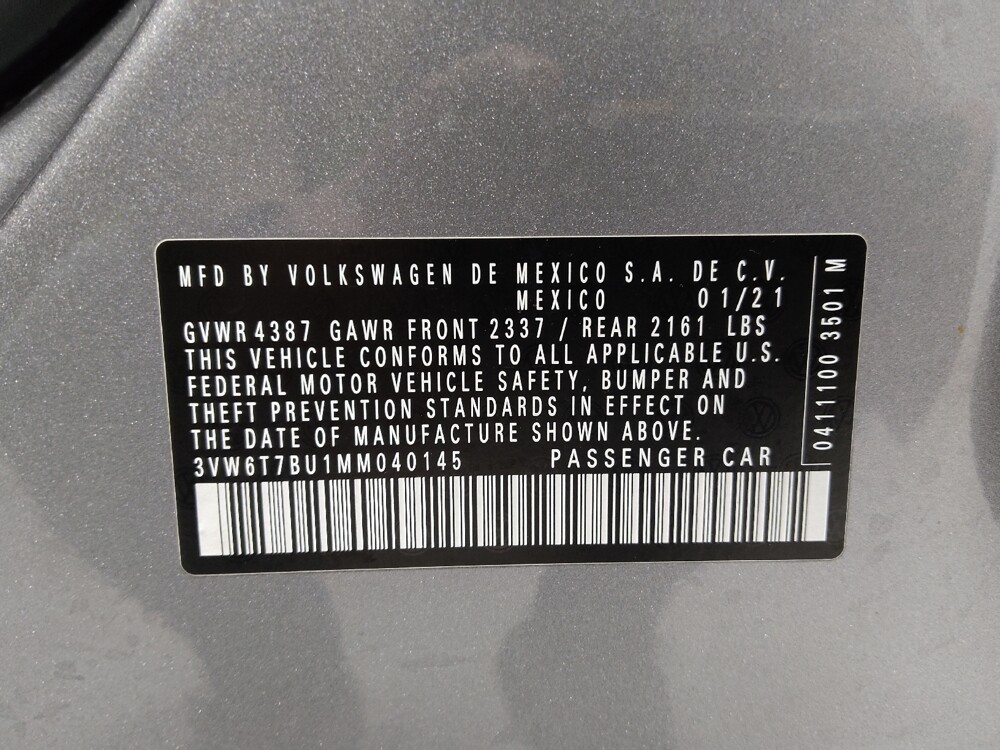 MFD BY VOLKSWAGEN DE MEXICO S.A. DE C.V.
MEXICO 01/21
GVWR 4387 GAWR FRONT 2337 / REAR 2161 LBS
THIS VEHICLE CONFORMS TO ALL APPLICABLE U.S.
FEDERAL MOTOR VEHICLE SAFETY, BUMPER AND
THEFT PREVENTION STANDARDS IN EFFECT ON
THE DATE OF MANUFACTURE SHOWN ABOVE.
3VW6T7BU1MM040145 PASSENGER CAR
04111100 3501 M